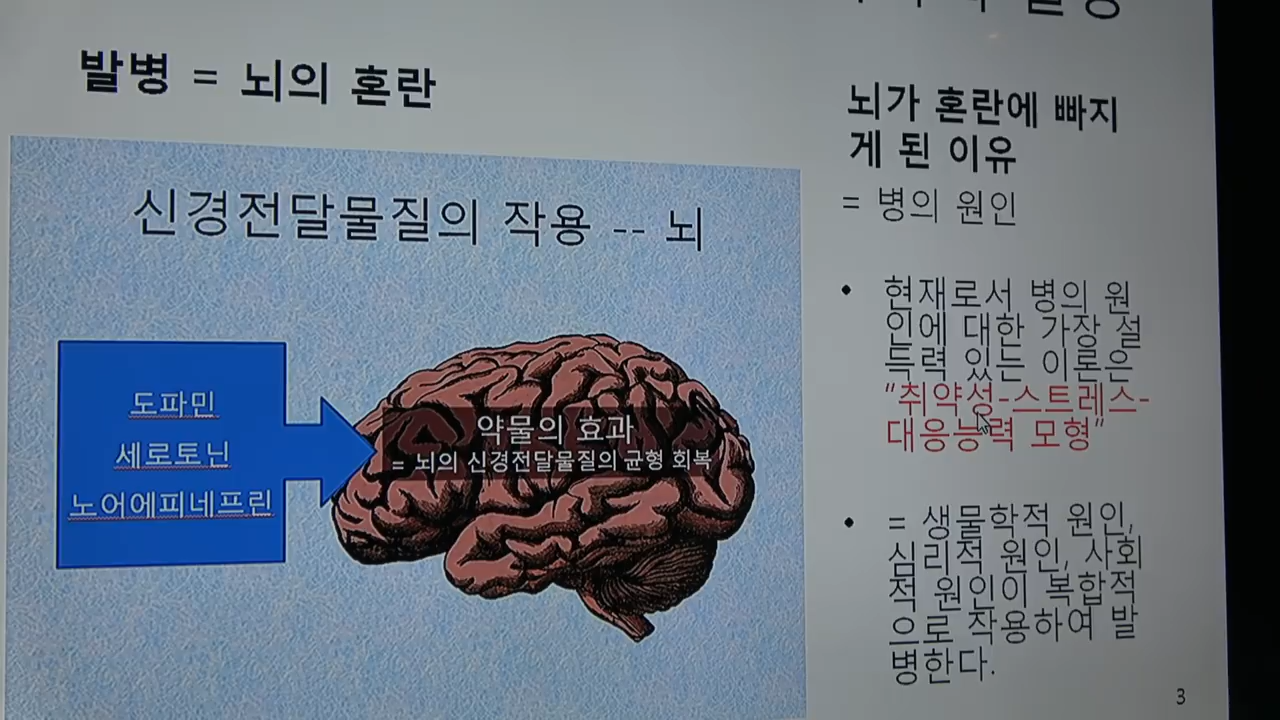 발병 = 뇌의 혼란
신경전달물질의 작용 -- 뇌
도파민
세로토닌
노어에피네프린
약물의 효과
= 뇌의 신경전달물질의 균형 회복
뇌가 혼란에 빠지
게 된 이유
= 병의 원인
• 현재로서 병의 원
인에 대한 가장 설
득력 있는 이론은
"취약성-스트레스-
대응능력 모형"
• = 생물학적 원인,
심리적 원인, 사회
적 원인이 복합적
으로 작용하여 발
병한다.
3